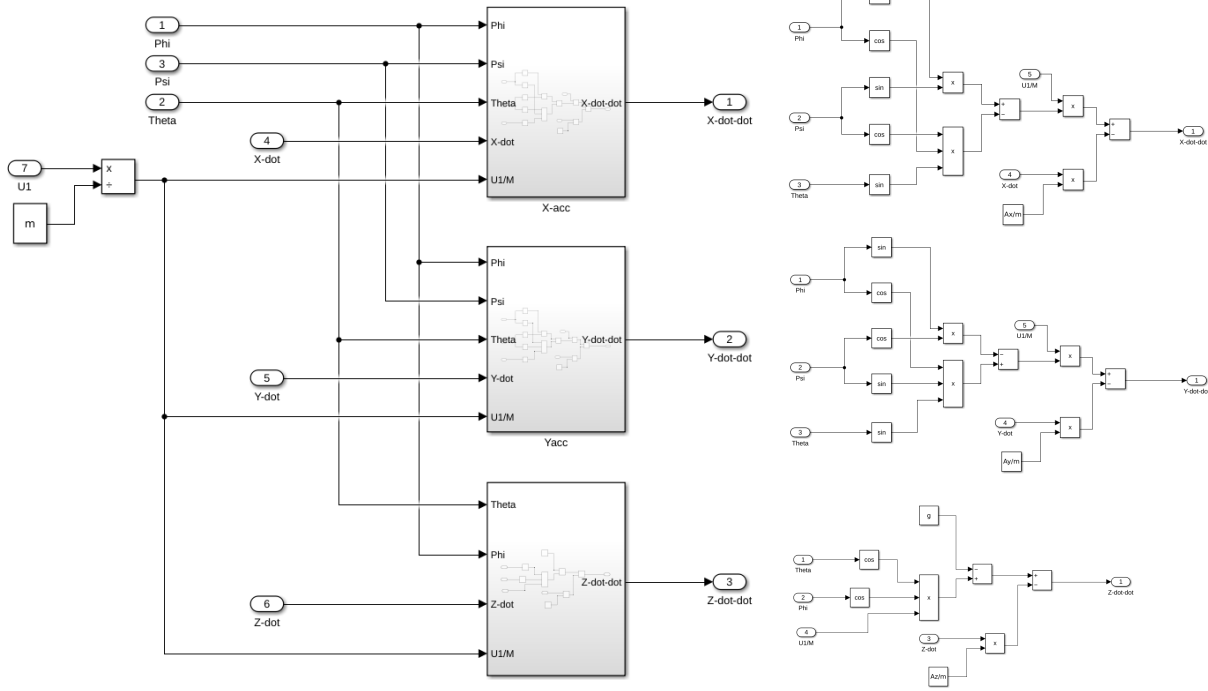 1
Phi
3
Psi
2
Theta
4
X-dot
7
U1
x
÷
m
5
Y-dot
6
Z-dot
Phi
Psi
Theta
X-dot
U1/M
X-dot-dot
X-acc
1
X-dot-dot
Phi
Psi
Theta
Y-dot
U1/M
Y-dot-dot
Yacc
2
Y-dot-dot
Theta
Phi
Z-dot
U1/M
Z-dot-dot
3
Z-dot-dot
1
Phi
cos
2
Psi
sin
cos
3
Theta
sin
x
x
+
−
5
U1/M
x
4
X-dot
Ax/m
x
+
−
1
X-dot-dot
1
Phi
sin
cos
2
Psi
cos
sin
3
Theta
sin
x
x
−
+
5
U1/M
x
4
Y-dot
Ay/m
x
+
−
1
Y-dot-do
g
1
Theta
cos
2
Phi
cos
4
U1/M
x
−
+
3
Z-dot
Az/m
x
+
−
1
Z-dot-dot